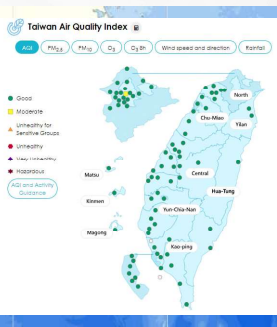 Taiwan Air Quality Index
AQI
PM2.5
PM10
O3
O3 8h
Wind speed and direction
Rainfall
Good
Moderate
Unhealthy for
Sensitive Groups
Unhealthy
Very Unhealthy
Hazardous
AQI and Activity
Guidance
North
Chu-Miao
Yilan
Matsu
Central
Hua-Tung
Kinmen
Yun-Chia-Nan
Magong
Kao-ping